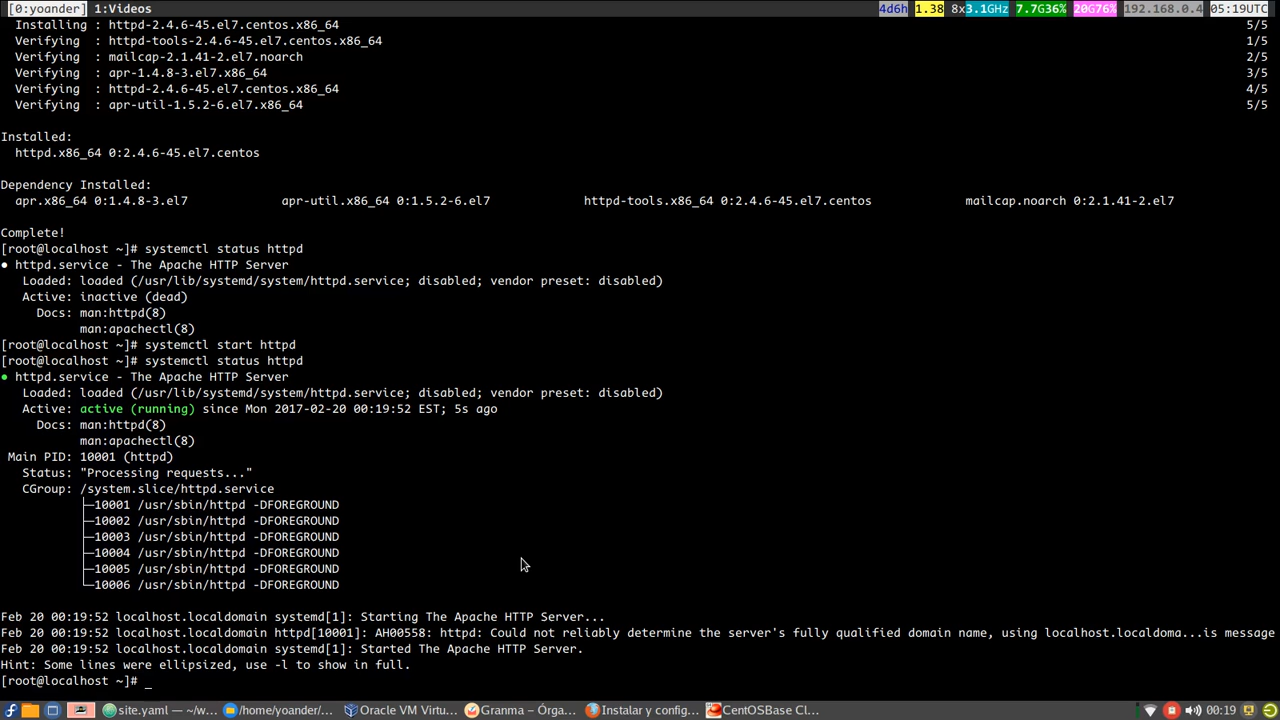 [0:yoander] 1:Videos 4d6h 1.38 8x3.1GHz 7.7G36% 20G76% 192.168.0.4 05:19UTC
Installing : httpd-2.4.6-45.el7.centos.x86_64 5/5
Verifying : httpd-tools-2.4.6-45.el7.centos.x86_64 1/5
Verifying : mailcap-2.1.41-2.el7.noarch 2/5
Verifying : apr-1.4.8-3.el7.x86_64 3/5
Verifying : httpd-2.4.6-45.el7.centos.x86_64 4/5
Verifying : apr-util-1.5.2-6.el7.x86_64 5/5
Installed:
httpd.x86_64 0:2.4.6-45.el7.centos
Dependency Installed:
apr.x86_64 0:1.4.8-3.el7 apr-util.x86_64 0:1.5.2-6.el7 httpd-tools.x86_64 0:2.4.6-45.el7.centos mailcap.noarch 0:2.1.41-2.el7
Complete!
[root@localhost ~]# systemctl status httpd
● httpd.service - The Apache HTTP Server
Loaded: loaded (/usr/lib/systemd/system/httpd.service; disabled; vendor preset: disabled)
Active: inactive (dead)
Docs: man:httpd(8)
man:apachectl(8)
[root@localhost ~]# systemctl start httpd
[root@localhost ~]# systemctl status httpd
● httpd.service - The Apache HTTP Server
Loaded: loaded (/usr/lib/systemd/system/httpd.service; disabled; vendor preset: disabled)
Active: active (running) since Mon 2017-02-20 00:19:52 EST; 5s ago
Docs: man:httpd(8)
man:apachectl(8)
Main PID: 10001 (httpd)
Status: "Processing requests..."
CGroup: /system.slice/httpd.service
├─10001 /usr/sbin/httpd -DFOREGROUND
├─10002 /usr/sbin/httpd -DFOREGROUND
├─10003 /usr/sbin/httpd -DFOREGROUND
├─10004 /usr/sbin/httpd -DFOREGROUND
├─10005 /usr/sbin/httpd -DFOREGROUND
└─10006 /usr/sbin/httpd -DFOREGROUND
Feb 20 00:19:52 localhost.localdomain systemd[1]: Starting The Apache HTTP Server...
Feb 20 00:19:52 localhost.localdomain httpd[10001]: AH00558: httpd: Could not reliably determine the server's fully qualified domain name, using localhost.localdoma...is message
Feb 20 00:19:52 localhost.localdomain systemd[1]: Started The Apache HTTP Server.
Hint: Some lines were ellipsized, use -l to show in full.
[root@localhost ~]# _
site.yaml — ~/w... /home/yoander/... Oracle VM Virtu... Granma – Órga... Instalar y config... CentOSBase Cl... 00:19